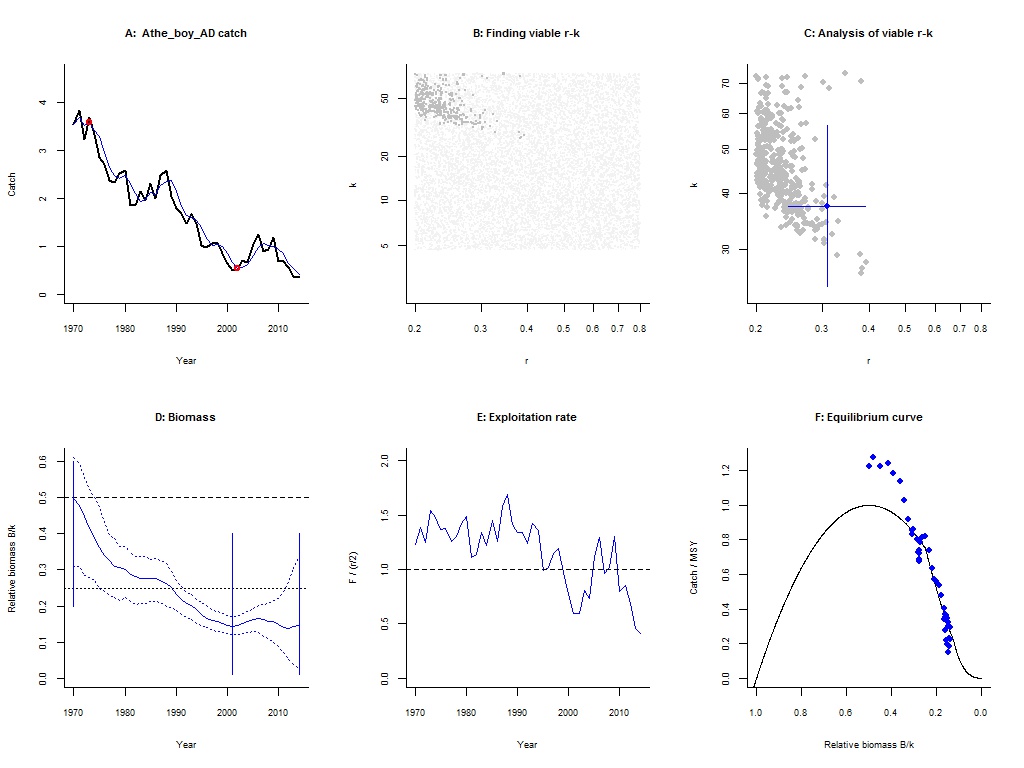 A: Athe_boy_AD catch
Catch
4
3
2
1
0
1970 1980 1990 2000 2010
Year
B: Finding viable r-k
k
50
20
10
5
0.2 0.3 0.4 0.5 0.6 0.7 0.8
r
C: Analysis of viable r-k
k
70
60
50
40
30
0.2 0.3 0.4 0.5 0.6 0.7 0.8
r
D: Biomass
Relative biomass B/k
0.6
0.5
0.4
0.3
0.2
0.1
0.0
1970 1980 1990 2000 2010
Year
E: Exploitation rate
F / (r/2)
2.0
1.5
1.0
0.5
0.0
1970 1980 1990 2000 2010
Year
F: Equilibrium curve
Catch / MSY
1.2
1.0
0.8
0.6
0.4
0.2
0.0
1.0 0.8 0.6 0.4 0.2 0.0
Relative biomass B/k